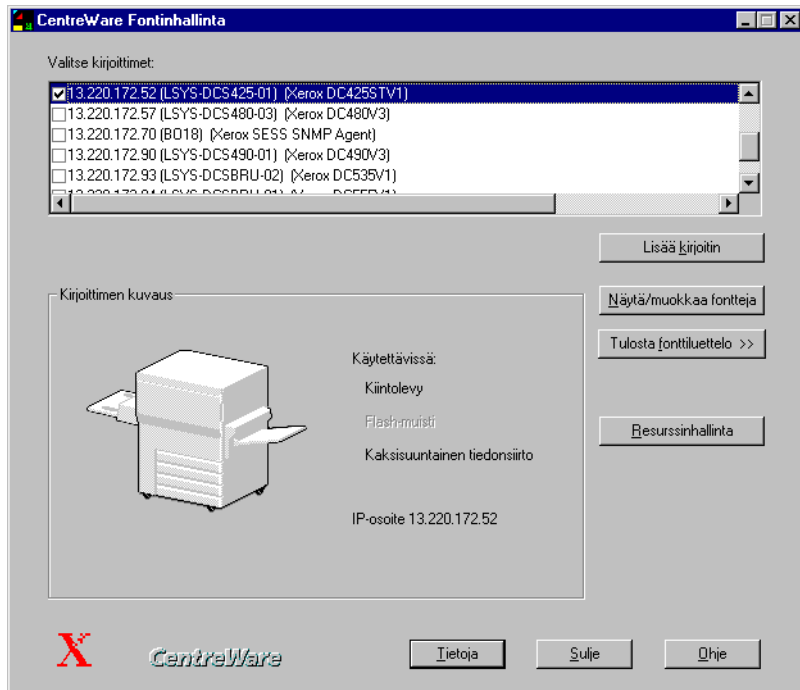 CentreWare Fontinhallinta
Valitse kirjoittimet:
13.220.172.52 (LSYS-DCS425-01) (Xerox DC425STV1)
13.220.172.57 (LSYS-DCS480-03) (Xerox DC480V3)
13.220.172.70 (BO18) (Xerox SESS SNMP Agent)
13.220.172.90 (LSYS-DCS490-01) (Xerox DC490V3)
13.220.172.93 (LSYS-DCSBRU-02) (Xerox DC535V1)
Lisää kirjoitin
Kirjoittimen kuvaus
Näytä/muokkaa fontteja
Tulosta fonttiluettelo >>
Käytettävissä:
Kiintolevy
Flash-muisti
Resurssinhallinta
Kaksisuuntainen tiedonsiirto
IP-osoite 13.220.172.52
X
CentreWare
Tietoja
Sulje
Ohje